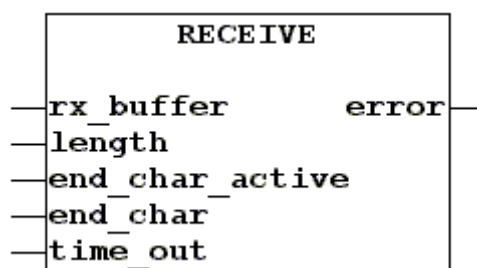 RECEIVE
rx_buffer error
length
end_char_active
end_char
time_out